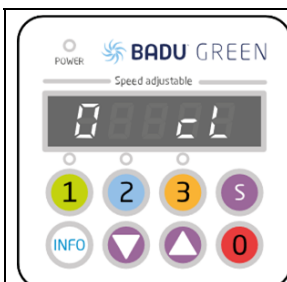 BADU GREEN
POWER
Speed adjustable
0 cL
1 2 3 S
INFO 0